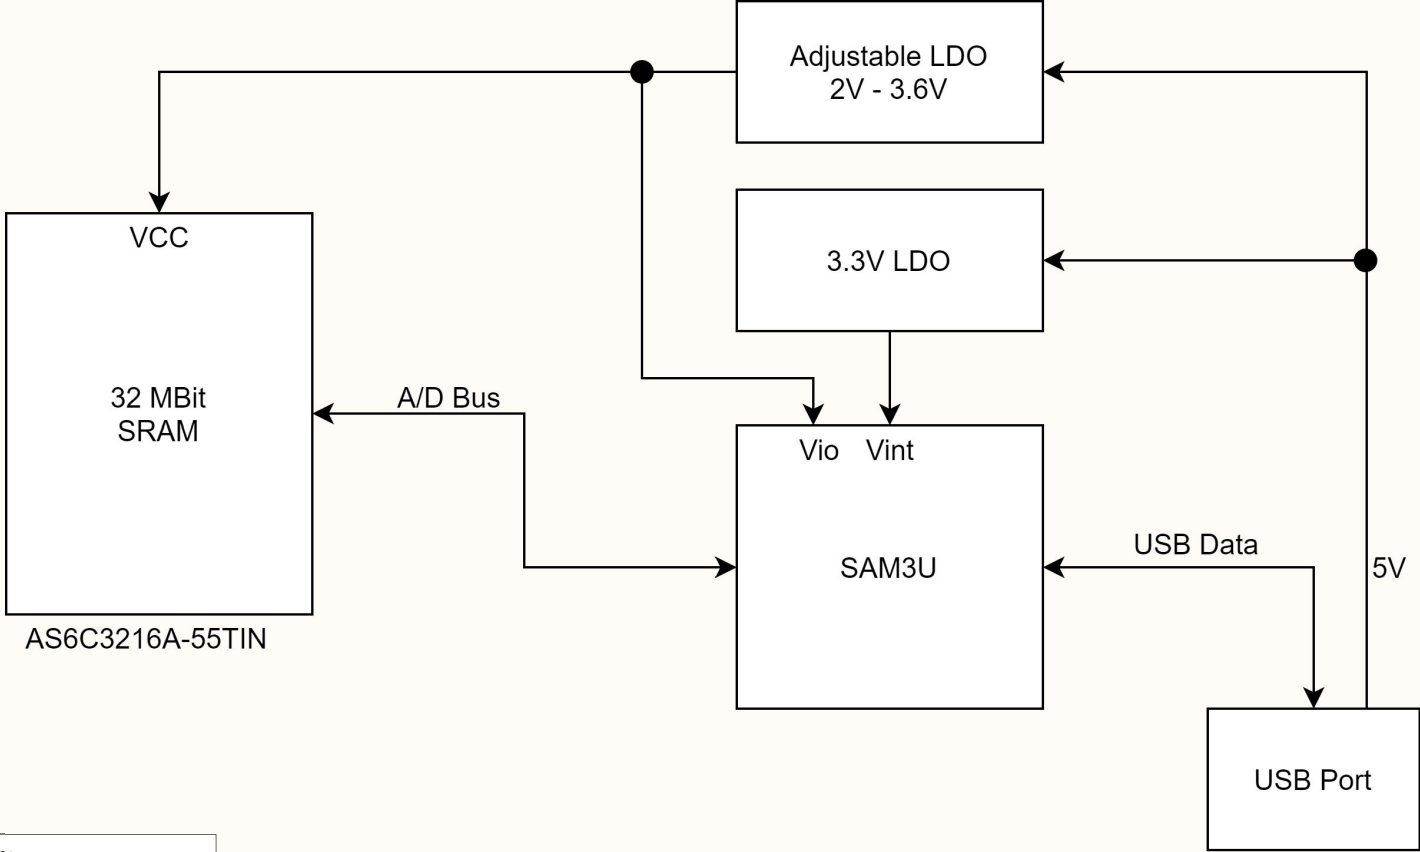 Adjustable LDO
2V - 3.6V
VCC
3.3V LDO
32 MBit
SRAM
A/D Bus
Vio Vint
SAM3U
USB Data
5V
AS6C3216A-55TIN
USB Port